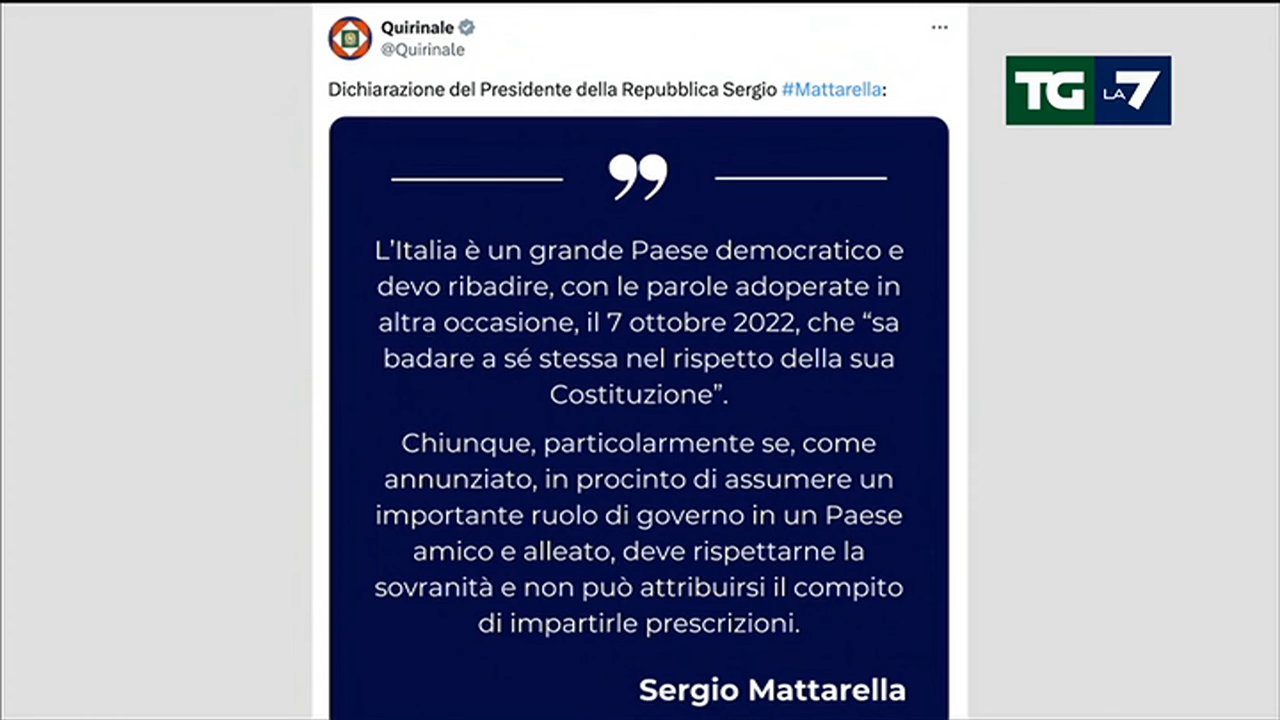 Quirinale
@Quirinale
Dichiarazione del Presidente della Repubblica Sergio #Mattarella:
TG LA7
”
L’Italia è un grande Paese democratico e
devo ribadire, con le parole adoperate in
altra occasione, il 7 ottobre 2022, che “sa
badare a sé stessa nel rispetto della sua
Costituzione”.
Chiunque, particolarmente se, come
annunziato, in procinto di assumere un
importante ruolo di governo in un Paese
amico e alleato, deve rispettarne la
sovranità e non può attribuirsi il compito
di impartirle prescrizioni.
Sergio Mattarella